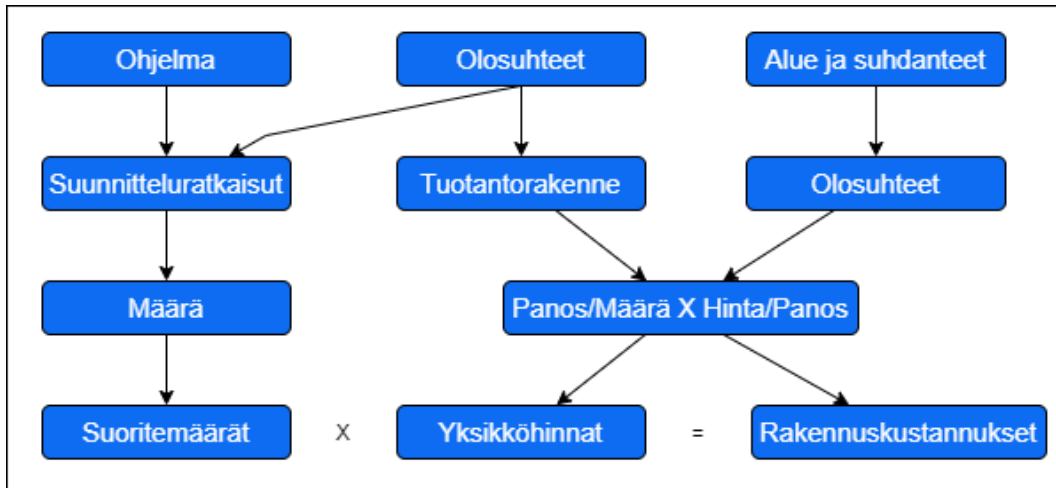 Ohjelma
Olosuhteet
Alue ja suhdanteet
Suunnitteluratkaisut
Tuotantorakenne
Olosuhteet
Määrä
Panos/Määrä X Hinta/Panos
Suoritemäärät
X
Yksikköhinnat
=
Rakennuskustannukset